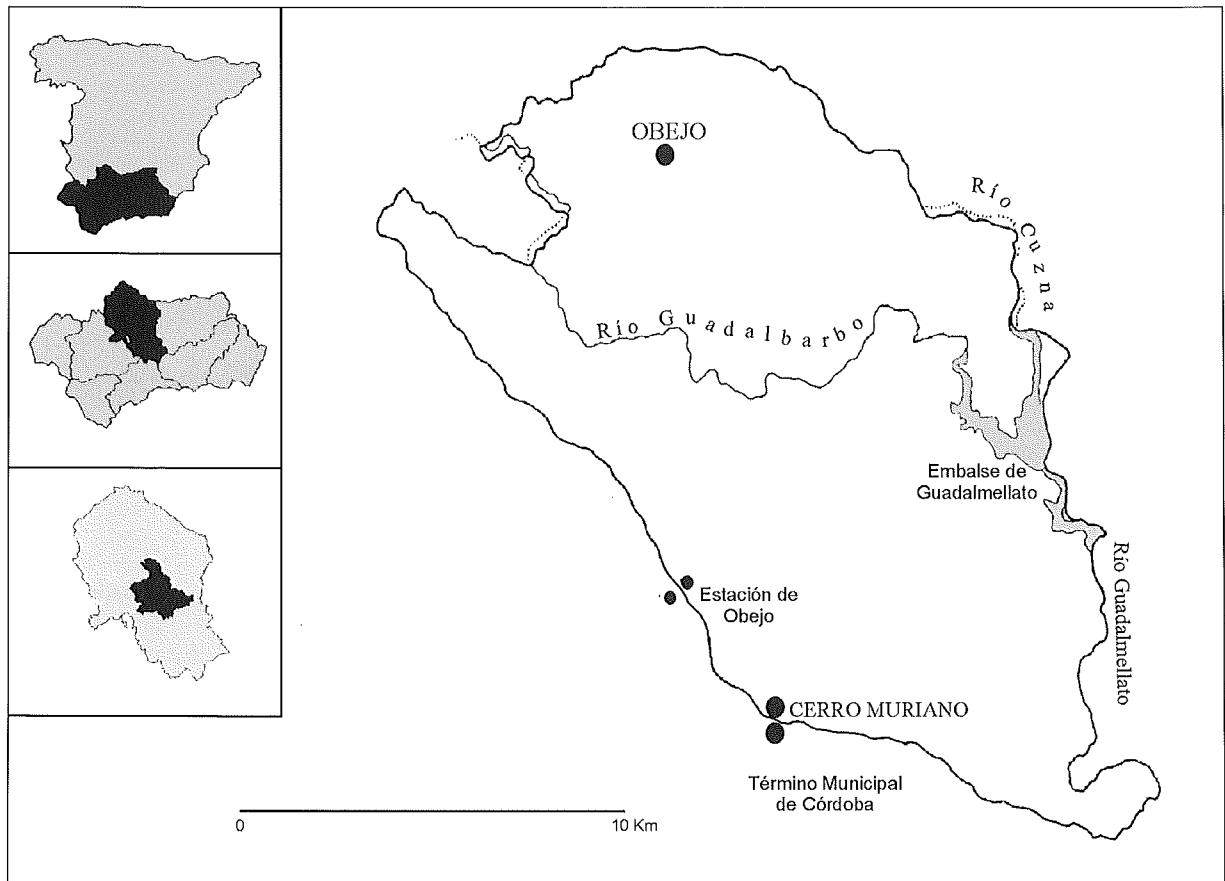 OBEJO
Río Cuzna
Río Guadalbarbo
Embalse de
Guadalmellato
Río Guadalmellato
Estación de
Obejo
CERRO MURIANO
Término Municipal
de Córdoba
0
10 Km